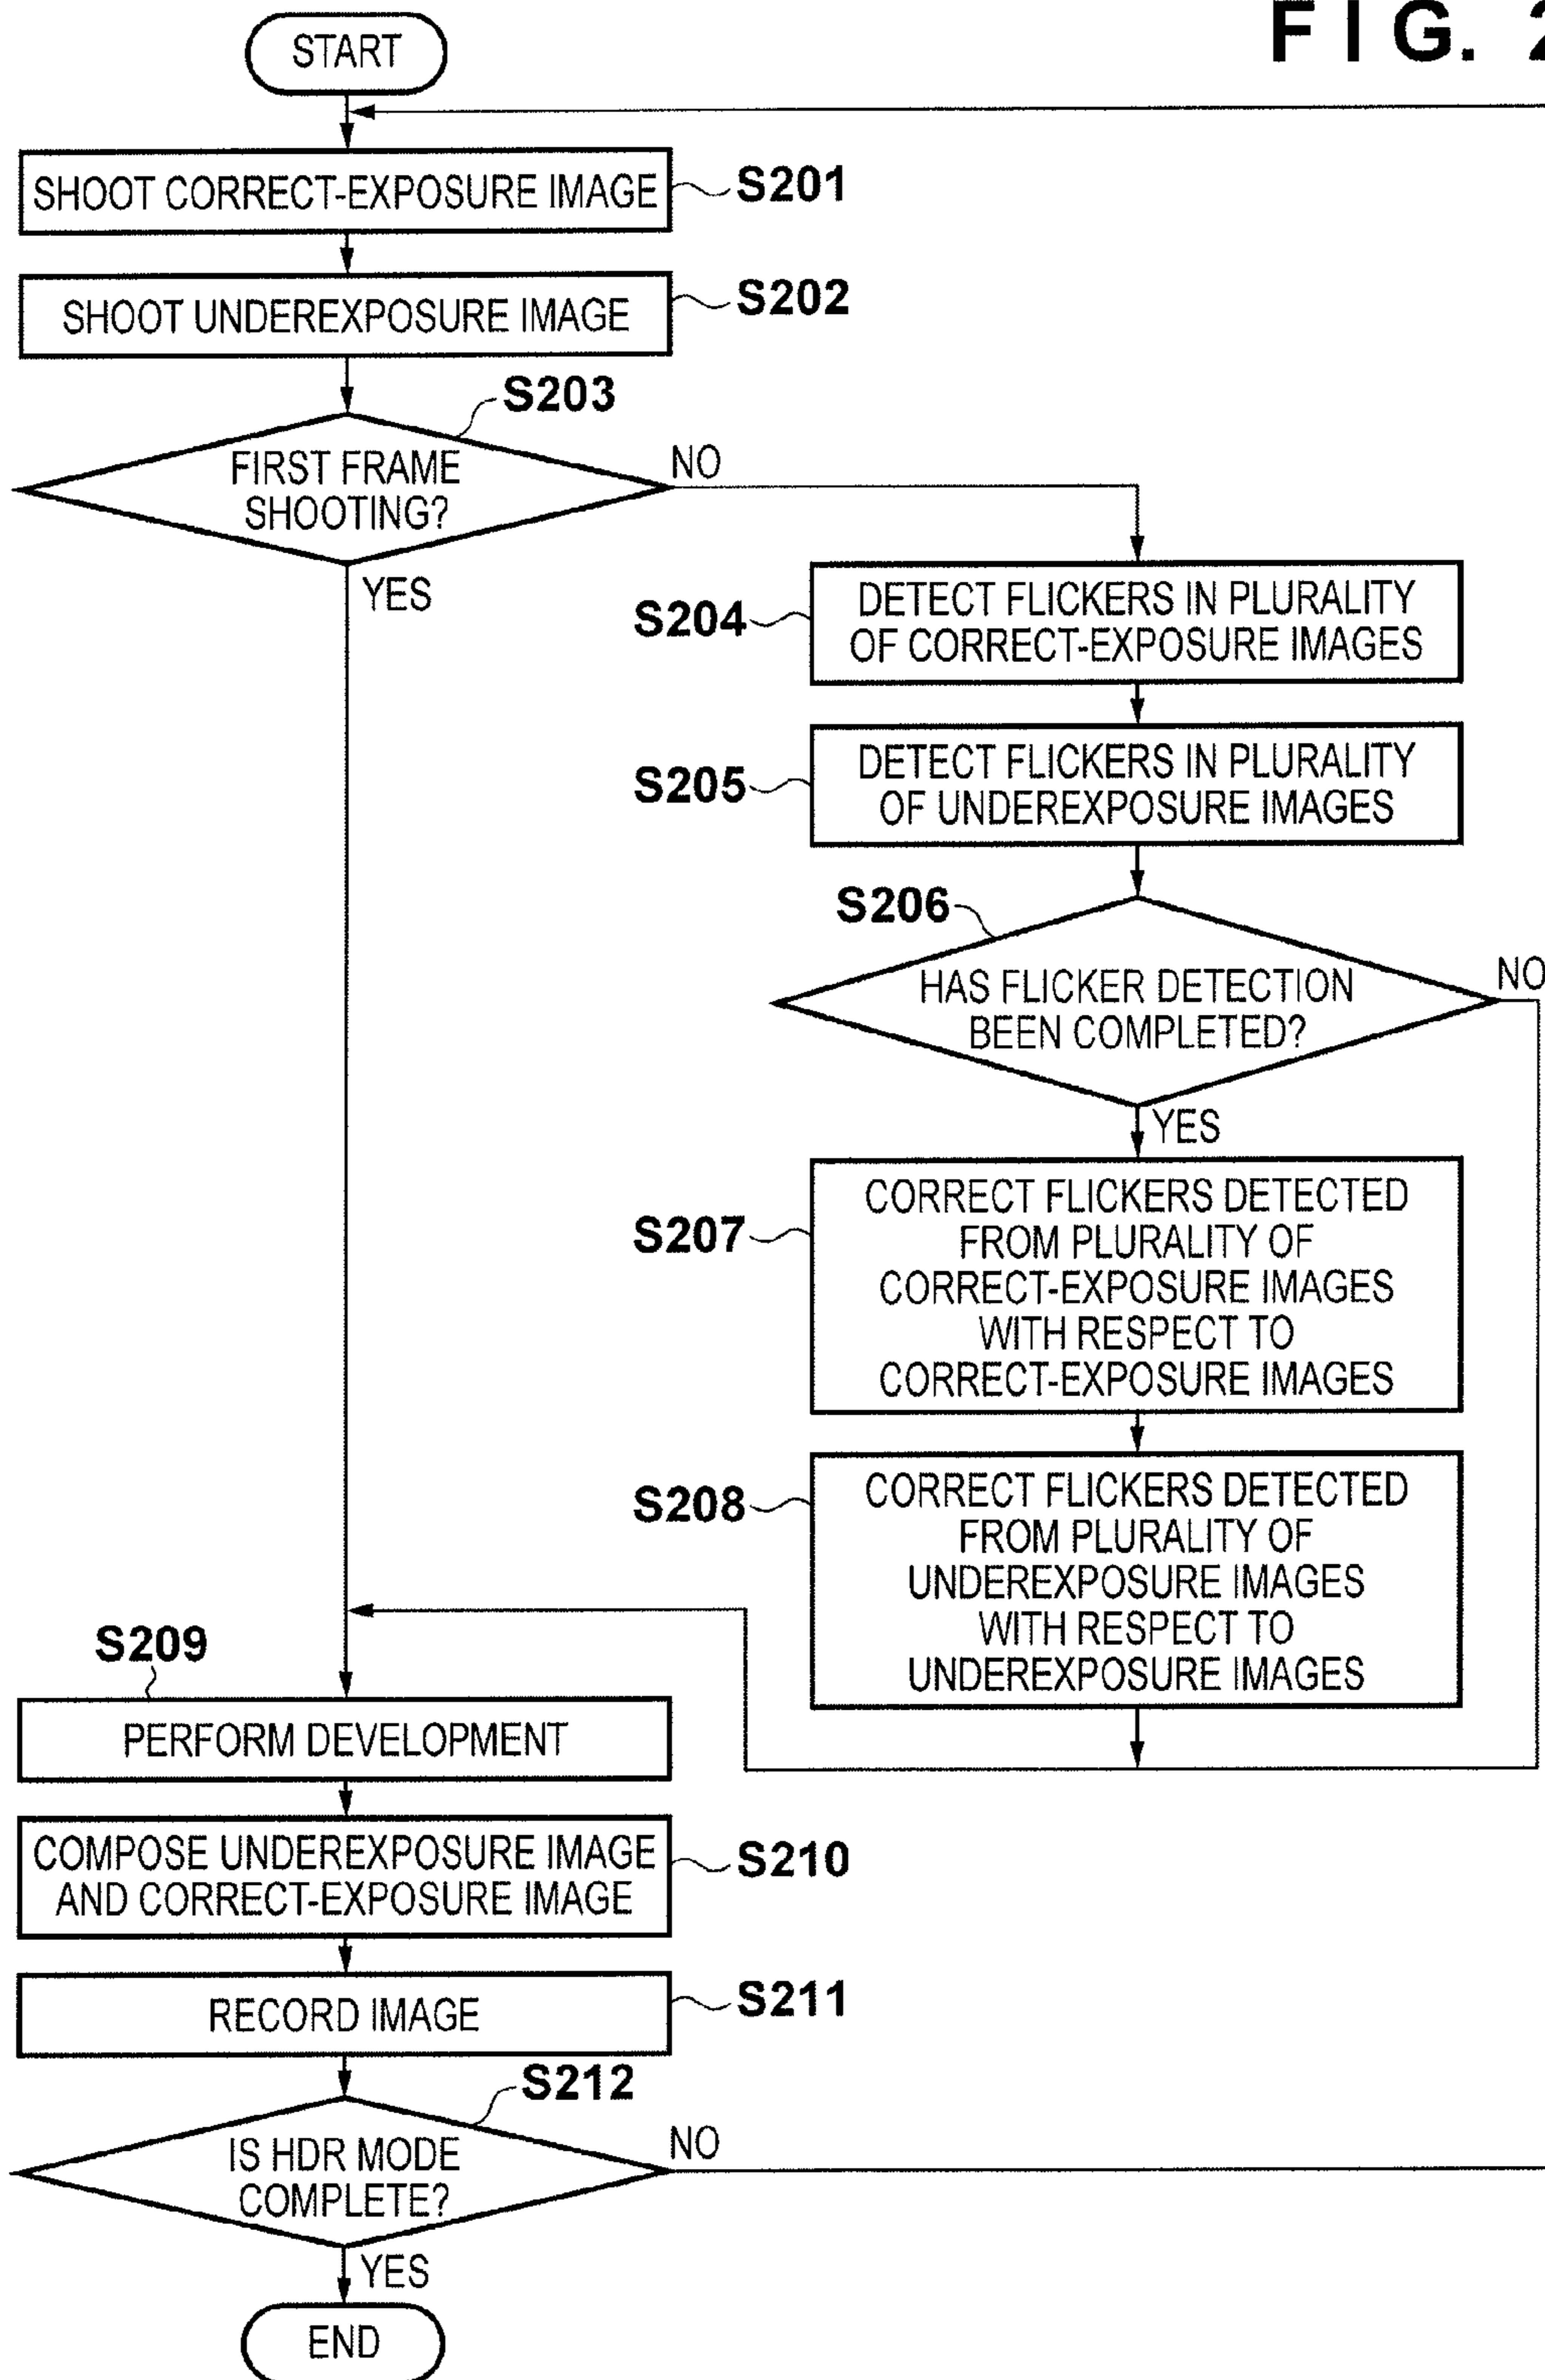 FIG. 2
START
SHOOT CORRECT-EXPOSURE IMAGE
S201
SHOOT UNDEREXPOSURE IMAGE
S202
S203
FIRST FRAME
SHOOTING?
NO
YES
S204
DETECT FLICKERS IN PLURALITY
OF CORRECT-EXPOSURE IMAGES
S205
DETECT FLICKERS IN PLURALITY
OF UNDEREXPOSURE IMAGES
S206
HAS FLICKER DETECTION
BEEN COMPLETED?
NO
YES
S207
CORRECT FLICKERS DETECTED
FROM PLURALITY OF
CORRECT-EXPOSURE IMAGES
WITH RESPECT TO
CORRECT-EXPOSURE IMAGES
S208
CORRECT FLICKERS DETECTED
FROM PLURALITY OF
UNDEREXPOSURE IMAGES
WITH RESPECT TO
UNDEREXPOSURE IMAGES
S209
PERFORM DEVELOPMENT
COMPOSE UNDEREXPOSURE IMAGE
AND CORRECT-EXPOSURE IMAGE
S210
RECORD IMAGE
S211
S212
IS HDR MODE
COMPLETE?
NO
YES
END